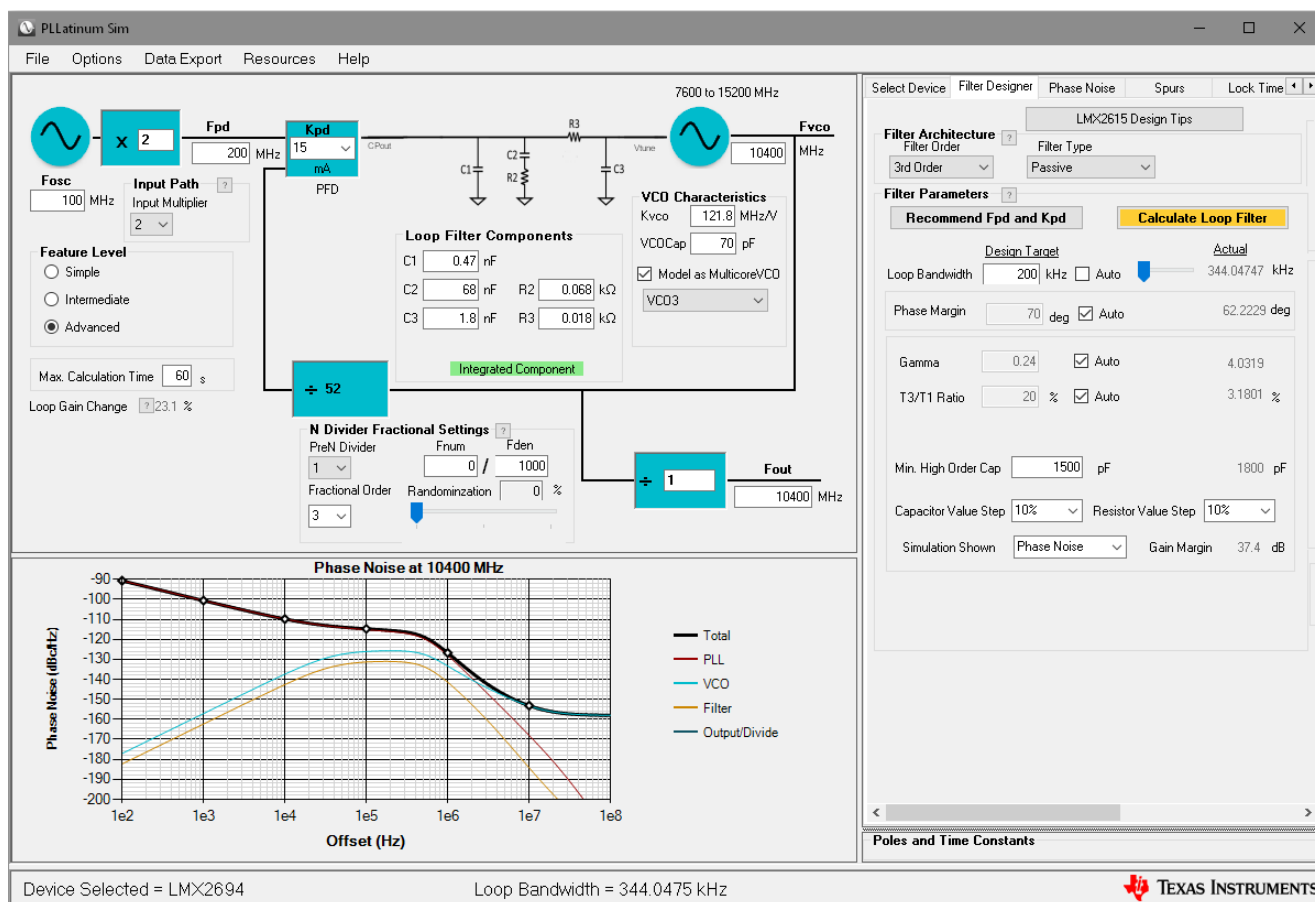 PLLatinum Sim
File Options Data Export Resources Help
7600 to 15200 MHz
x 2
Fpd
200 MHz
Kpd
15
mA
PFD
CPout
C1
C2
R2
R3
C3
Vtune
Fvco
10400
MHz
Fosc
100 MHz
Input Path ?
Input Multiplier
2
Feature Level
Simple
Intermediate
Advanced
Max. Calculation Time 60 s
Loop Gain Change ? 23.1 %
Loop Filter Components
C1 0.47 nF
C2 68 nF R2 0.068 kΩ
C3 1.8 nF R3 0.018 kΩ
Integrated Component
VCO Characteristics
Kvco 121.8 MHz/V
VCOCap 70 pF
Model as MulticoreVCO
VCO3
÷ 52
N Divider Fractional Settings ?
PreN Divider Fnum Fden
1 0 / 1000
Fractional Order Randominzation 0 %
3
÷ 1
Fout
10400 MHz
Select Device Filter Designer Phase Noise Spurs Lock Time
LMX2615 Design Tips
Filter Architecture ?
Filter Order Filter Type
3rd Order Passive
Filter Parameters ?
Recommend Fpd and Kpd Calculate Loop Filter
Design Target Actual
Loop Bandwidth 200 kHz Auto 344.04747 kHz
Phase Margin 70 deg Auto 62.2229 deg
Gamma 0.24 Auto 4.0319
T3/T1 Ratio 20 % Auto 3.1801 %
Min. High Order Cap 1500 pF 1800 pF
Capacitor Value Step 10% Resistor Value Step 10%
Simulation Shown Phase Noise Gain Margin 37.4 dB
Poles and Time Constants
Phase Noise at 10400 MHz
Phase Noise (dBc/Hz)
-90
-100
-110
-120
-130
-140
-150
-160
-170
-180
-190
-200
1e2 1e3 1e4 1e5 1e6 1e7 1e8
Offset (Hz)
Total
PLL
VCO
Filter
Output/Divide
Device Selected = LMX2694 Loop Bandwidth = 344.0475 kHz
TEXAS INSTRUMENTS